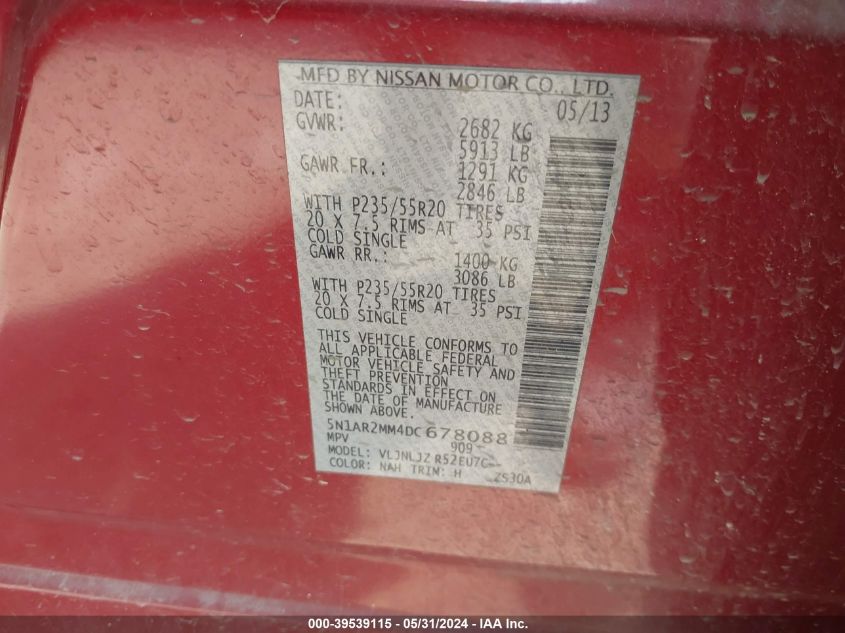 MFD BY NISSAN MOTOR CO., LTD.
DATE: 05/13
GVWR: 2682 KG
5913 LB
GAWR FR.: 1291 KG
2846 LB
WITH P235/55R20 TIRES
20 X 7.5 RIMS AT 35 PSI
COLD SINGLE
GAWR RR.: 1400 KG
3086 LB
WITH P235/55R20 TIRES
20 X 7.5 RIMS AT 35 PSI
COLD SINGLE
THIS VEHICLE CONFORMS TO
ALL APPLICABLE FEDERAL
MOTOR VEHICLE SAFETY AND
THEFT PREVENTION
STANDARDS IN EFFECT ON
THE DATE OF MANUFACTURE
SHOWN ABOVE.
5N1AR2MM4DC678088
MPV 909
MODEL: VLJNLJZ R52EU7C--
COLOR: NAH TRIM: H ZS30A
000-39539115 - 05/31/2024 - IAA Inc.